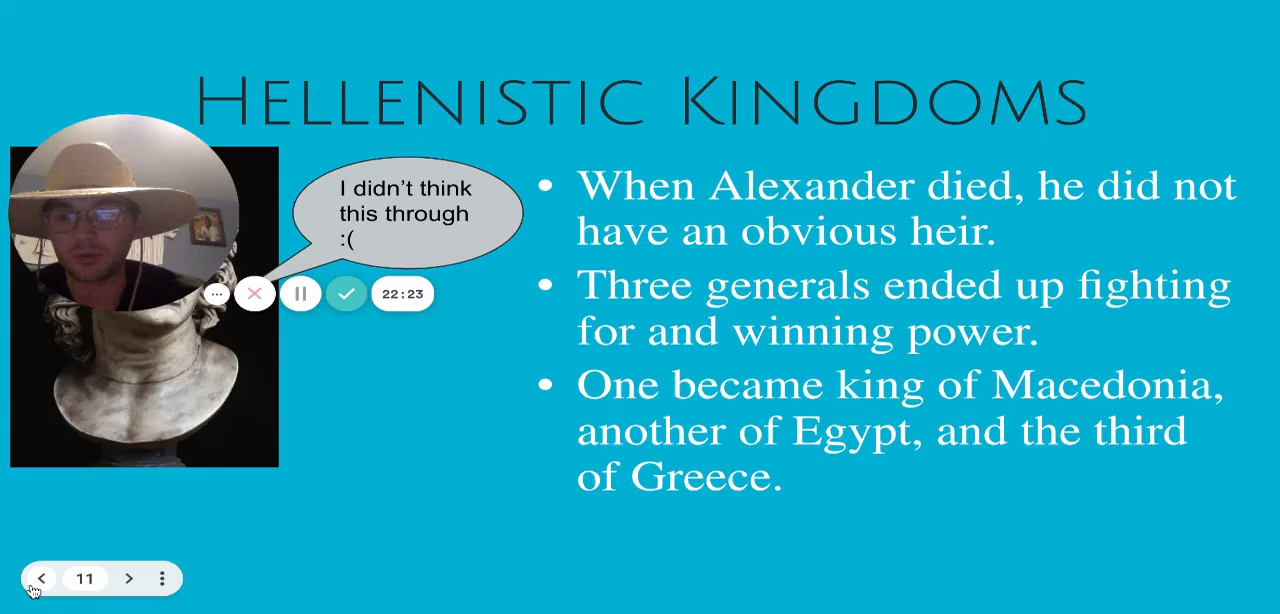 Hellenistic Kingdoms
I didn't think
this through
:(
• When Alexander died, he did not
have an obvious heir.
• Three generals ended up fighting
for and winning power.
• One became king of Macedonia,
another of Egypt, and the third
of Greece.
22:23
11